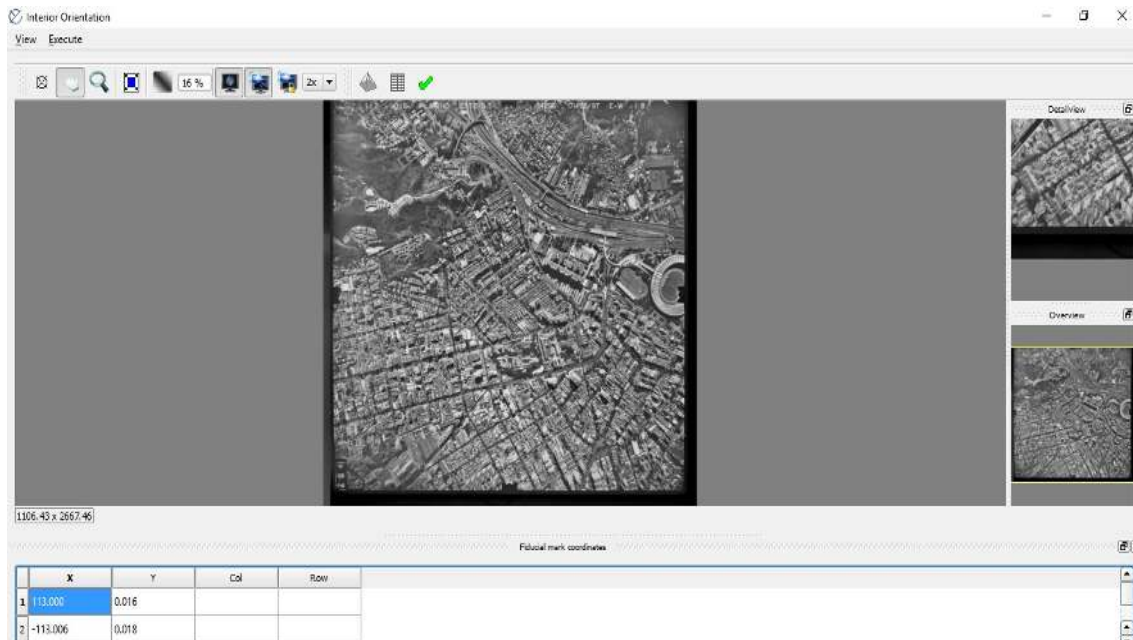 Interior Orientation
View Execute
16 %
2x
Detailview
Overview
1106.43 x 2667.46
Fiducial mark coordinates
X Y Col Row
1 113.000 0.016
2 -113.006 0.018